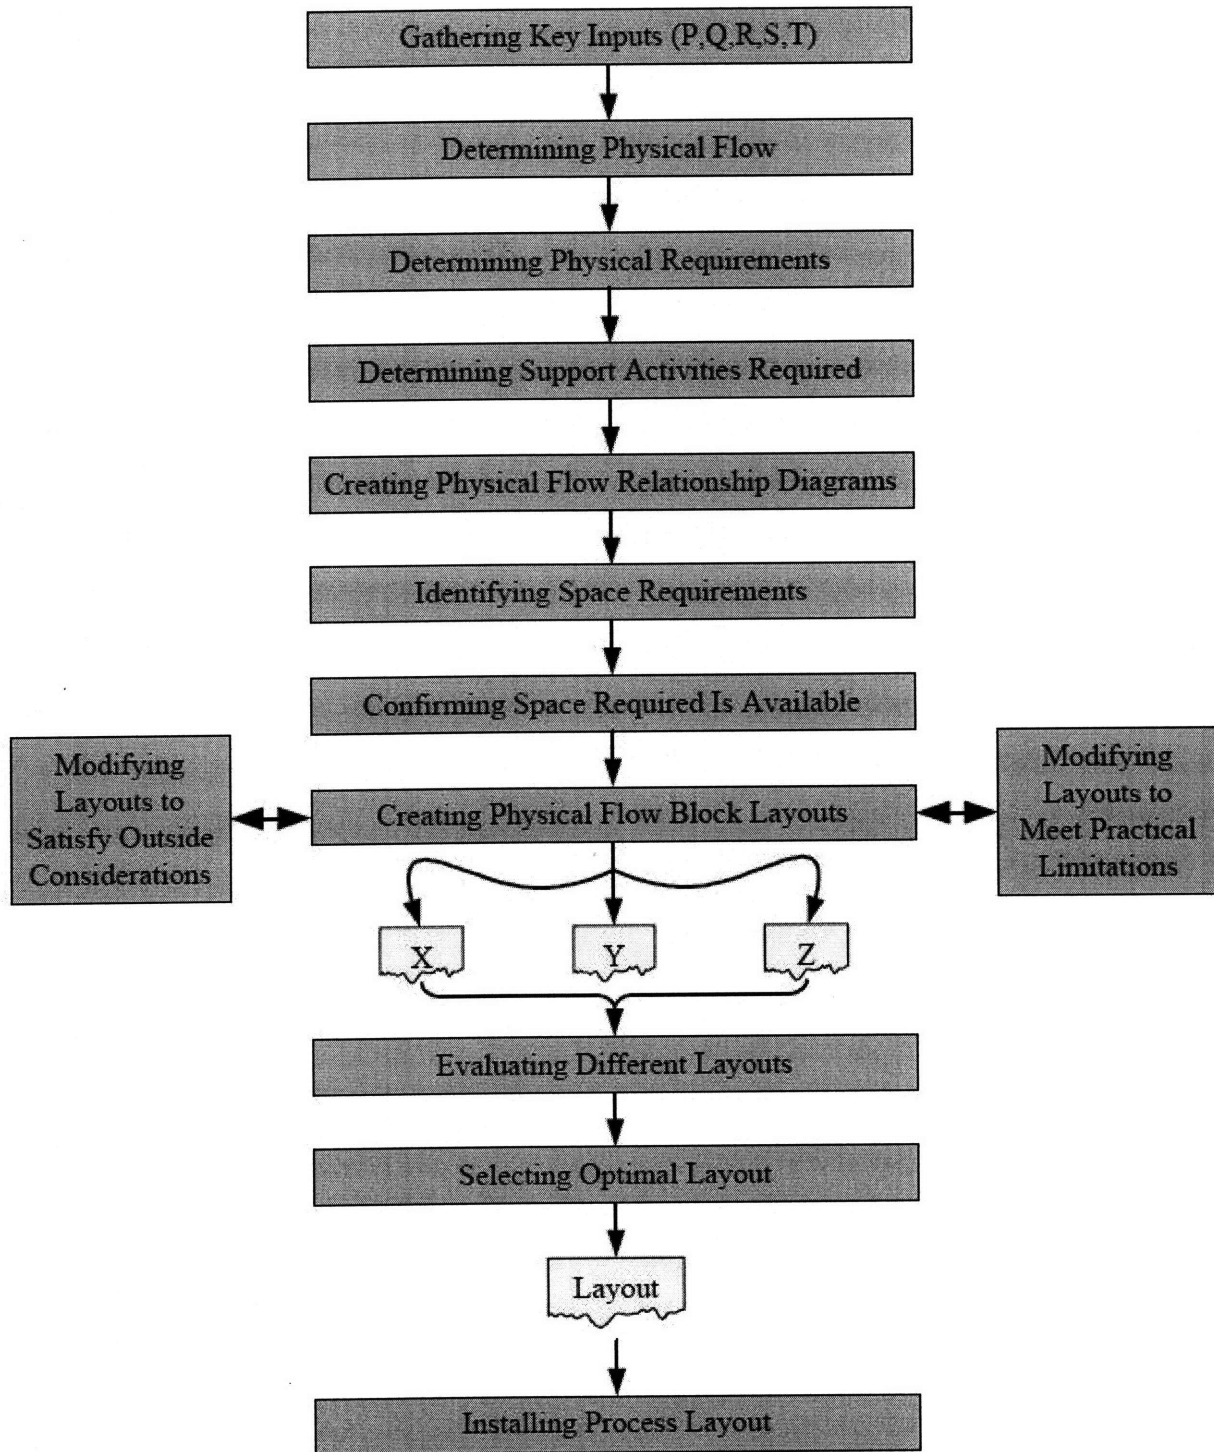 Gathering Key Inputs (P,Q,R,S,T)
Determining Physical Flow
Determining Physical Requirements
Determining Support Activities Required
Creating Physical Flow Relationship Diagrams
Identifying Space Requirements
Confirming Space Required Is Available
Modifying
Layouts to
Satisfy Outside
Considerations
Creating Physical Flow Block Layouts
Modifying
Layouts to
Meet Practical
Limitations
X
Y
Z
Evaluating Different Layouts
Selecting Optimal Layout
Layout
Installing Process Layout